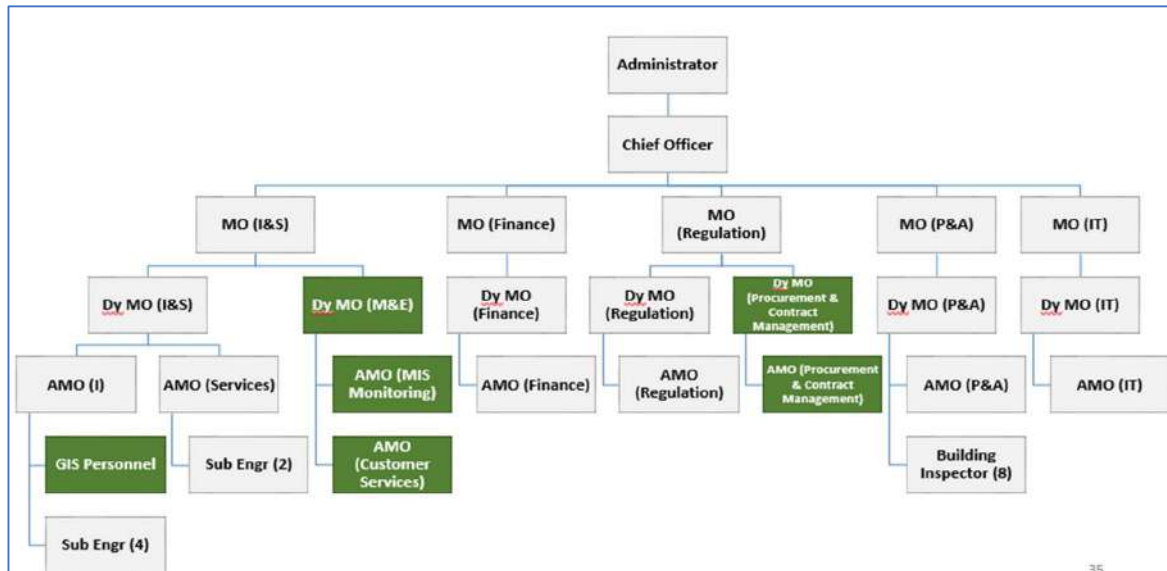 Administrator
Chief Officer
MO (I&S)
MO (Finance)
MO
(Regulation)
MO (P&A)
MO (IT)
Dy MO (I&S)
Dy MO (M&E)
Dy MO
(Finance)
Dy MO
(Regulation)
Dy MO
(Procurement &
Contract
Management)
Dy MO (P&A)
Dy MO (IT)
AMO (I)
AMO (Services)
AMO (MIS
Monitoring)
AMO (Finance)
AMO
(Regulation)
AMO (Procurement
& Contract
Management)
AMO (P&A)
AMO (IT)
GIS Personnel
Sub Engr (2)
AMO
(Customer
Services)
Building
Inspector (8)
Sub Engr (4)
35